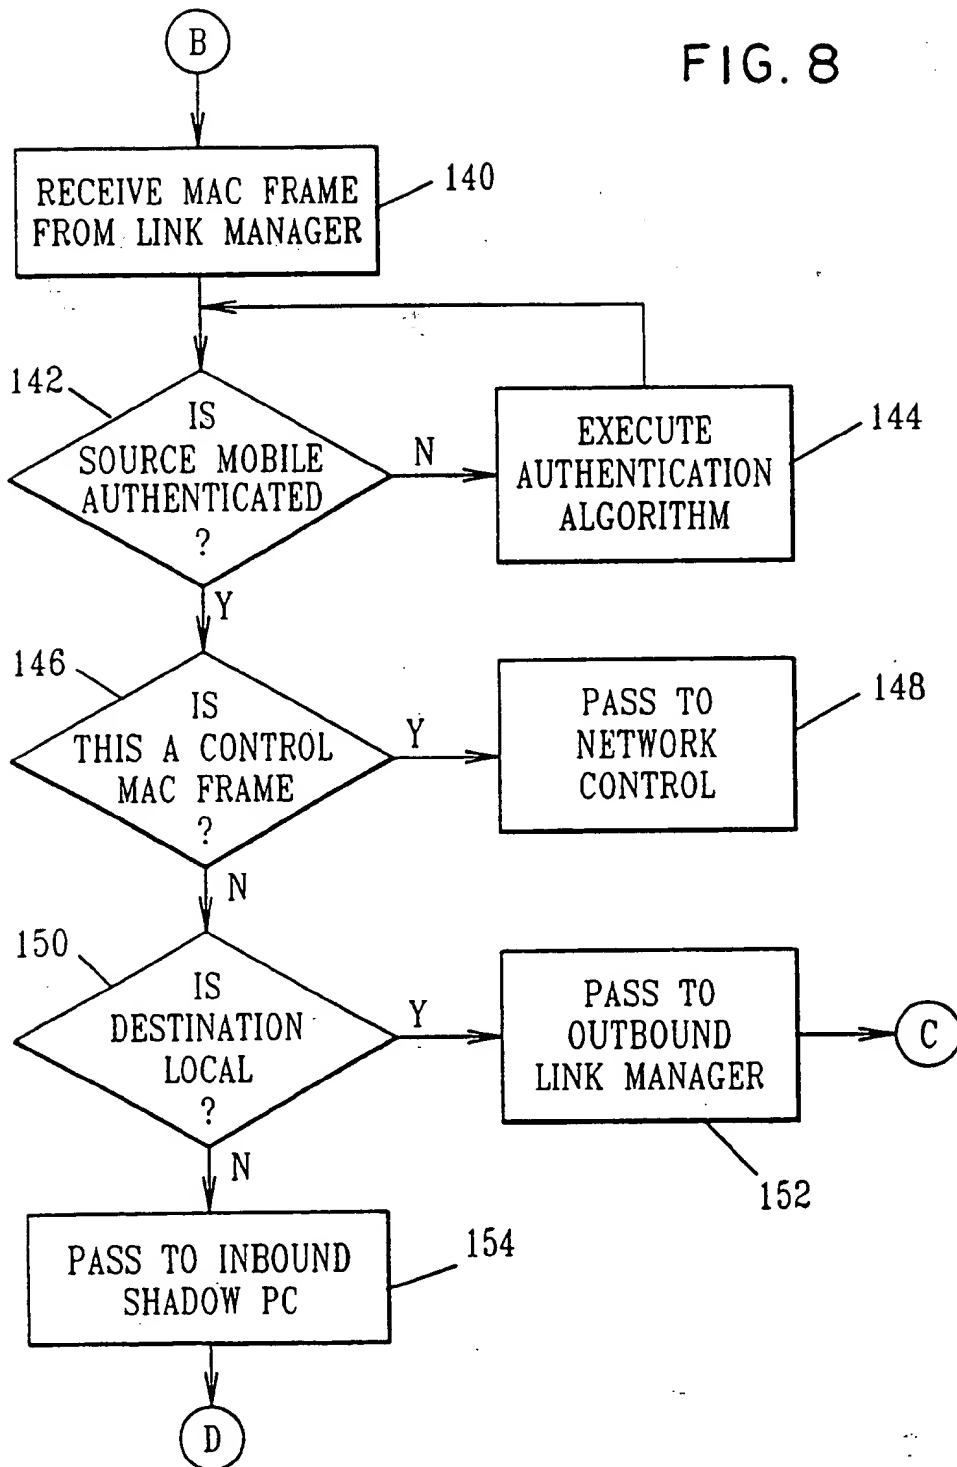 B
FIG. 8
RECEIVE MAC FRAME
FROM LINK MANAGER
140
142
IS
SOURCE MOBILE
AUTHENTICATED
?
N
EXECUTE
AUTHENTICATION
ALGORITHM
144
Y
146
IS
THIS A CONTROL
MAC FRAME
?
Y
PASS TO
NETWORK
CONTROL
148
N
150
IS
DESTINATION
LOCAL
?
Y
PASS TO
OUTBOUND
LINK MANAGER
C
152
N
PASS TO INBOUND
SHADOW PC
154
D